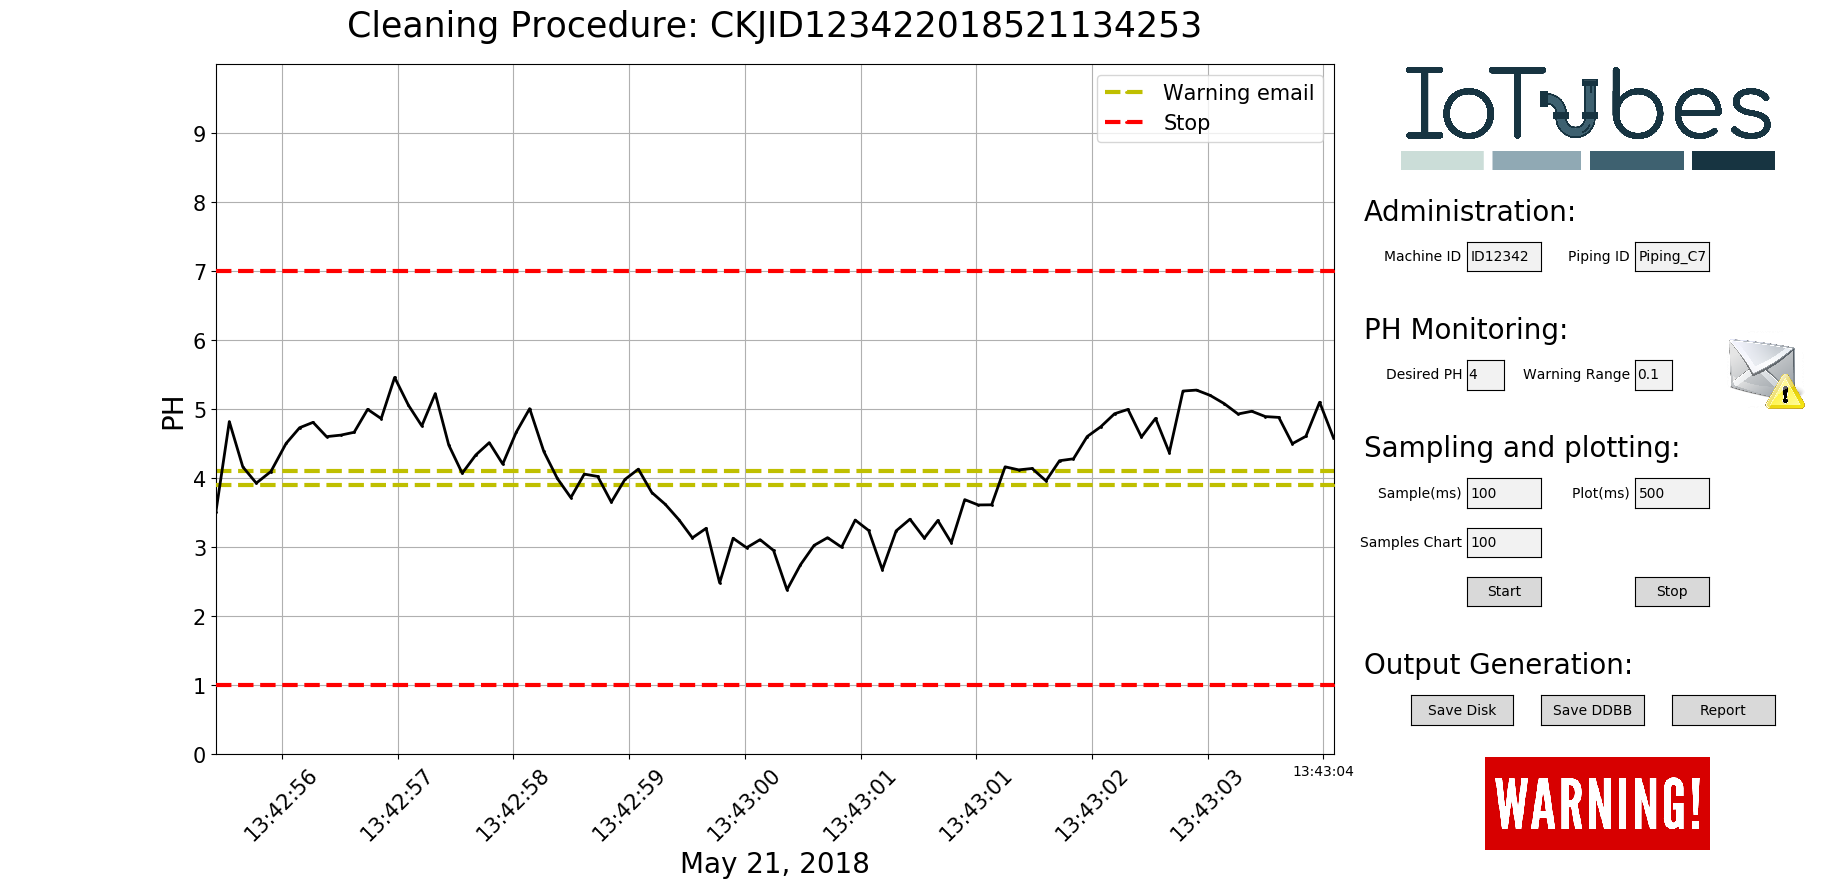 Cleaning Procedure: CKJID123422018521134253
Warning email
Stop
9
8
7
6
5
4
3
2
1
0
PH
13:42:56
13:42:57
13:42:58
13:42:59
13:43:00
13:43:01
13:43:01
13:43:02
13:43:03
13:43:04
May 21, 2018
IoTubes
Administration:
Machine ID ID12342 Piping ID Piping_C7
PH Monitoring:
Desired PH 4 Warning Range 0.1
Sampling and plotting:
Sample(ms) 100 Plot(ms) 500
Samples Chart 100
Start Stop
Output Generation:
Save Disk Save DDBB Report
WARNING!